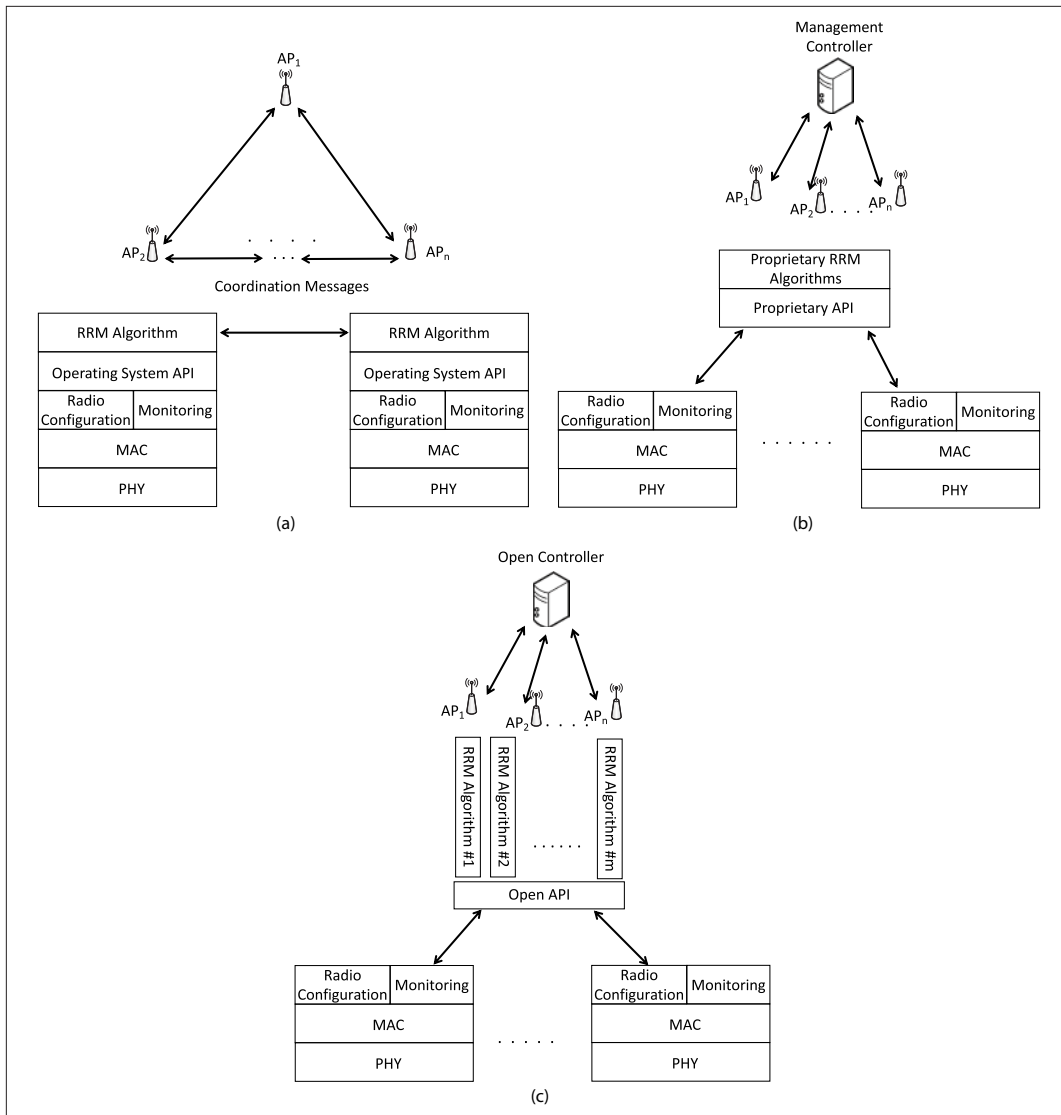 AP1
AP2
. . . .
. . .
APn
Coordination Messages
RRM Algorithm
Operating System API
Radio
Configuration
Monitoring
MAC
PHY
RRM Algorithm
Operating System API
Radio
Configuration
Monitoring
MAC
PHY
(a)
Management
Controller
AP1
AP2
. . . .
APn
Proprietary RRM
Algorithms
Proprietary API
Radio
Configuration
Monitoring
MAC
PHY
. . . . . .
Radio
Configuration
Monitoring
MAC
PHY
(b)
Open Controller
AP1
AP2
. . . .
APn
RRM Algorithm #1
RRM Algorithm #2
. . . . . .
RRM Algorithm #m
Open API
Radio
Configuration
Monitoring
MAC
PHY
. . . . .
Radio
Configuration
Monitoring
MAC
PHY
(c)